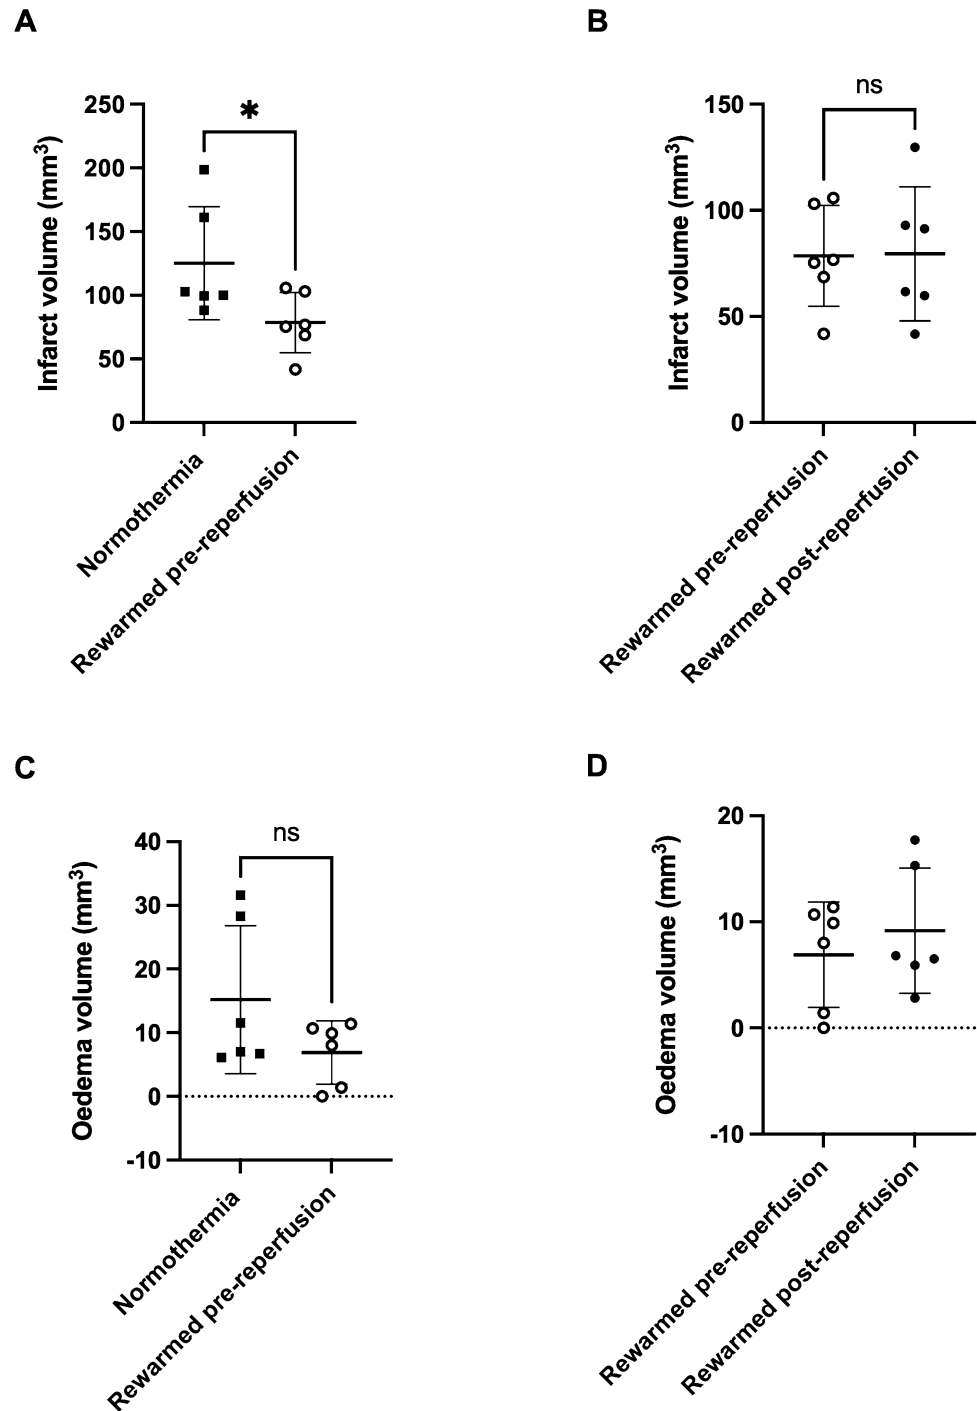 A
Infarct volume (mm³)
250
200
150
100
50
0
*
Normothermia
Rewarmed pre-reperfusion
B
Infarct volume (mm³)
150
100
50
0
ns
Rewarmed pre-reperfusion
Rewarmed post-reperfusion
C
Oedema volume (mm³)
40
30
20
10
0
-10
ns
Normothermia
Rewarmed pre-reperfusion
D
Oedema volume (mm³)
20
10
0
-10
Rewarmed pre-reperfusion
Rewarmed post-reperfusion